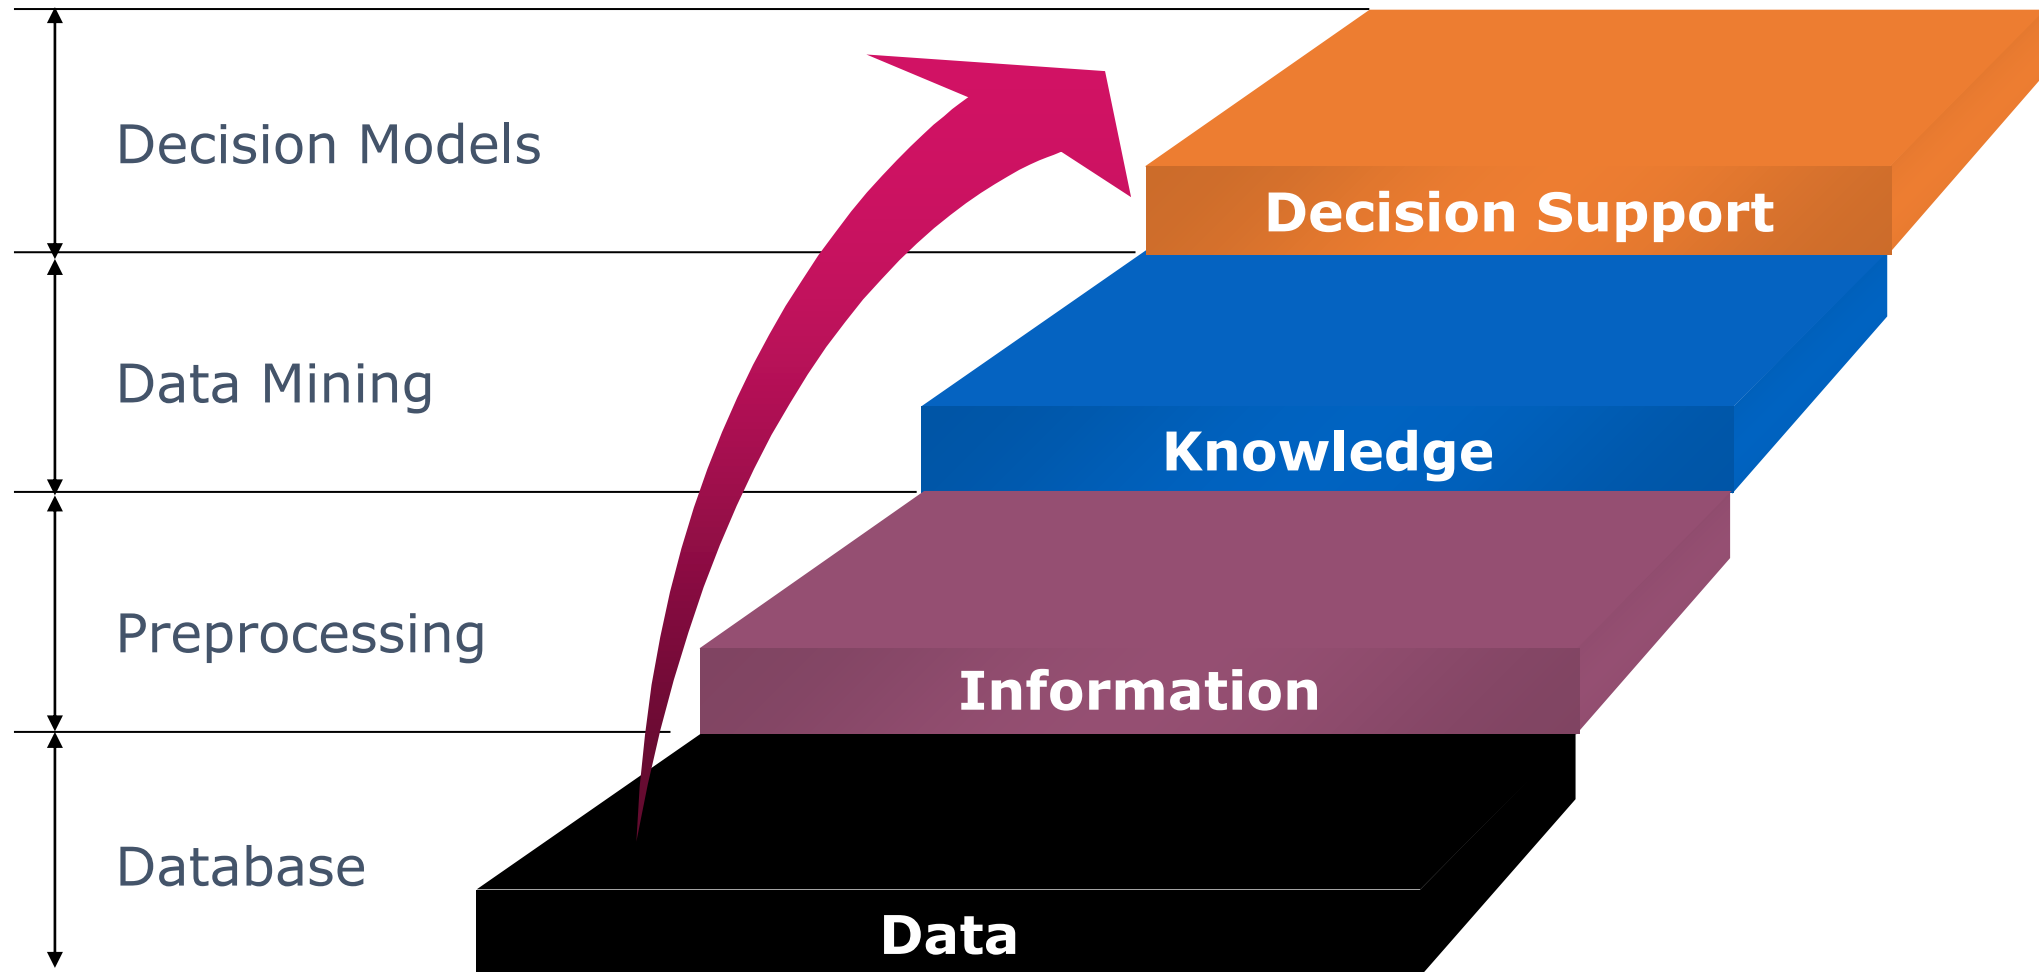 Decision Models
Decision Support
Data Mining
Knowledge
Preprocessing
Information
Database
Data